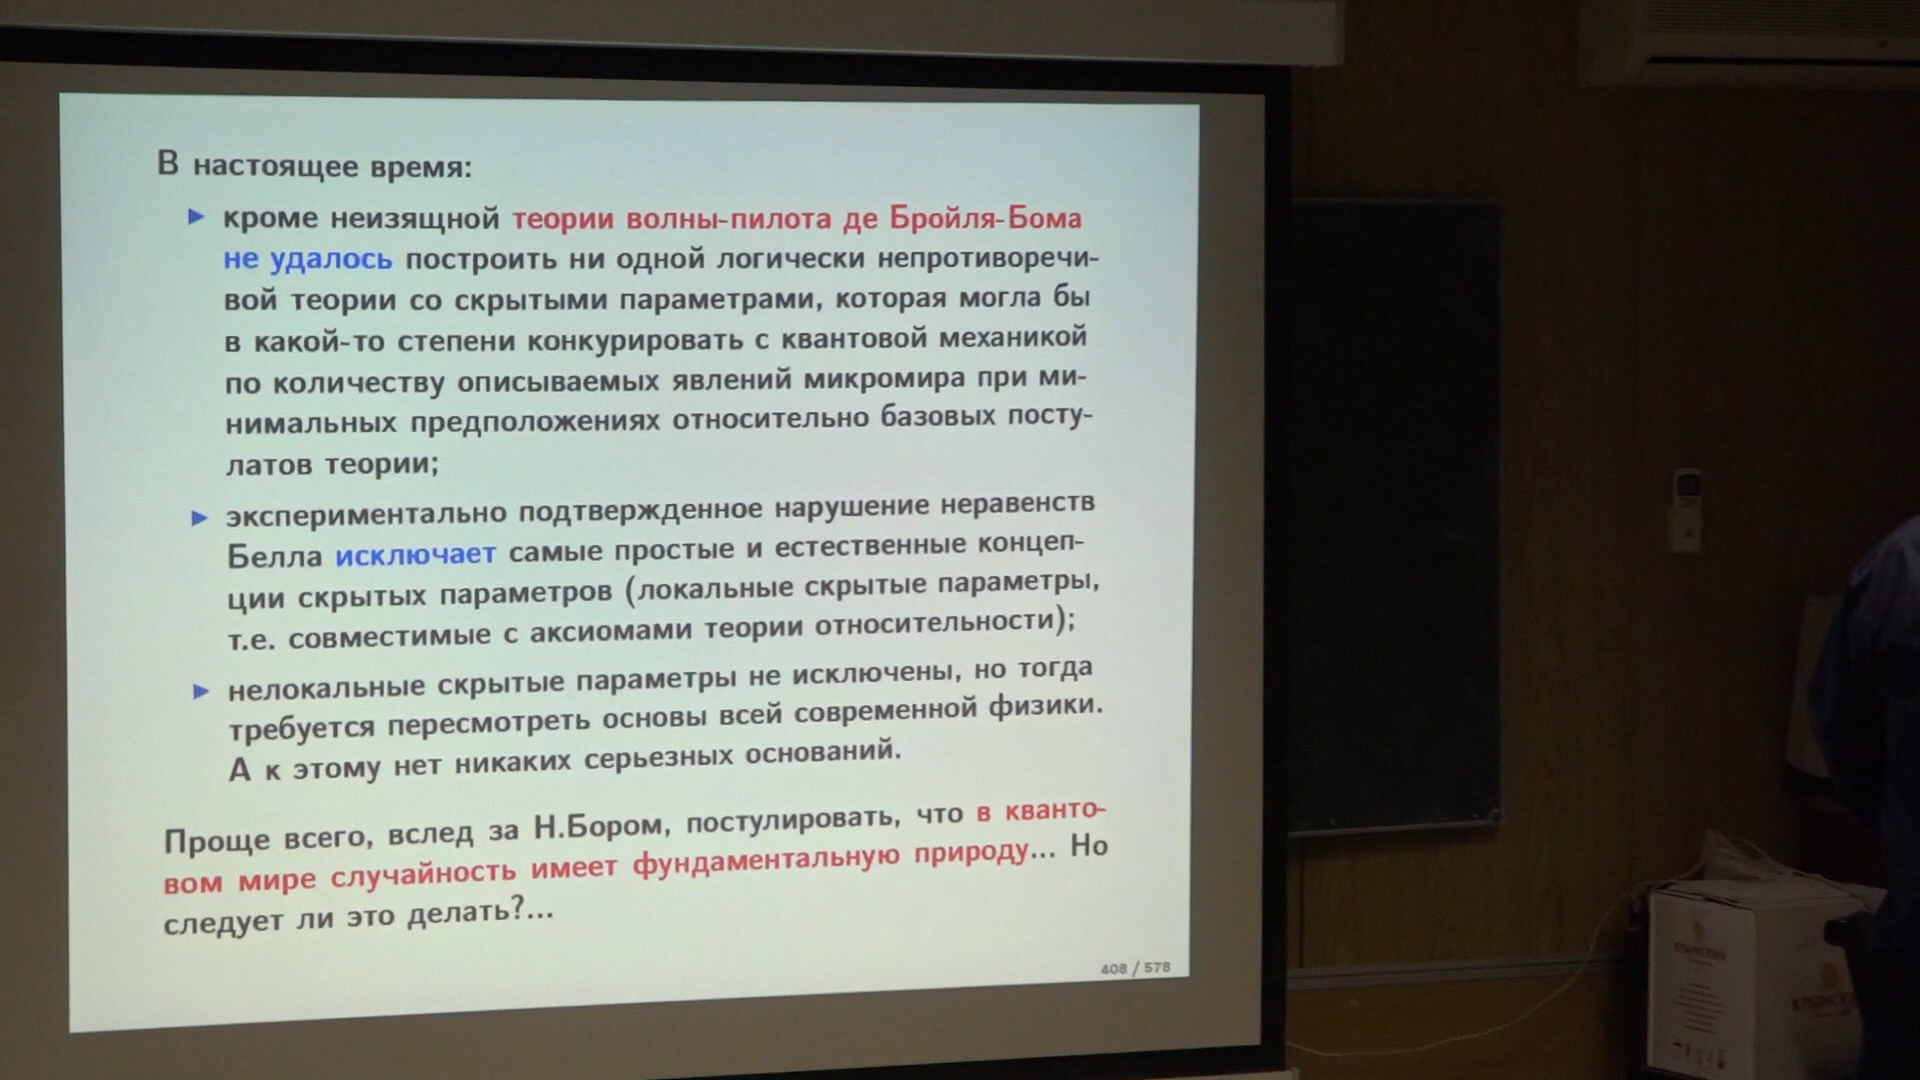 В настоящее время:
▶ кроме неизящной теории волны-пилота де Бройля-Бома
не удалось построить ни одной логически непротиворечи-
вой теории со скрытыми параметрами, которая могла бы
в какой-то степени конкурировать с квантовой механикой
по количеству описываемых явлений микромира при ми-
нимальных предположениях относительно базовых посту-
латов теории;
▶ экспериментально подтвержденное нарушение неравенств
Белла исключает самые простые и естественные концеп-
ции скрытых параметров (локальные скрытые параметры,
т.е. совместимые с аксиомами теории относительности);
▶ нелокальные скрытые параметры не исключены, но тогда
требуется пересмотреть основы всей современной физики.
А к этому нет никаких серьезных оснований.
Проще всего, вслед за Н.Бором, постулировать, что в кванто-
вом мире случайность имеет фундаментальную природу... Но
следует ли это делать?...
408 / 578